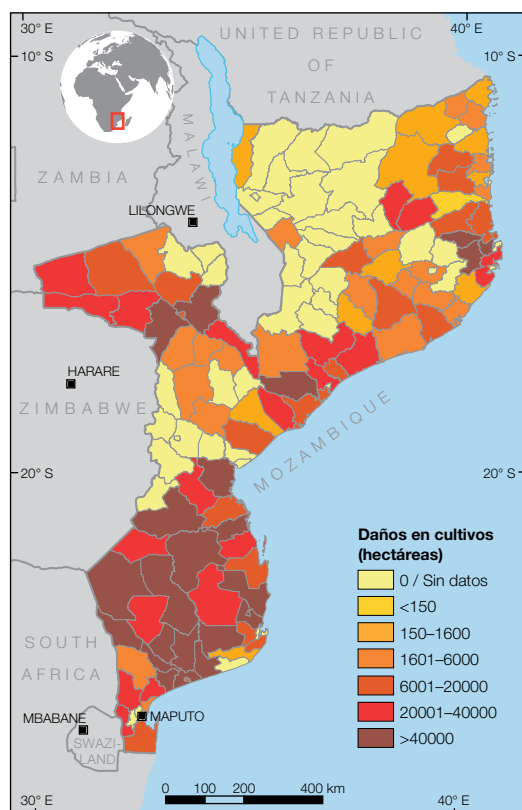 30° E
40° E
10° S
10° S
UNITED REPUBLIC
OF
TANZANIA
MALAWI
ZAMBIA
LILONGWE
HARARE
ZIMBABWE
MOZAMBIQUE
20° S
20° S
Daños en cultivos
(hectáreas)
0 / Sin datos
<150
150–1600
1601–6000
6001–20000
20001–40000
>40000
SOUTH
AFRICA
MBABANE
MAPUTO
SWAZI-
LAND
0 100 200 400 km
30° E
40° E